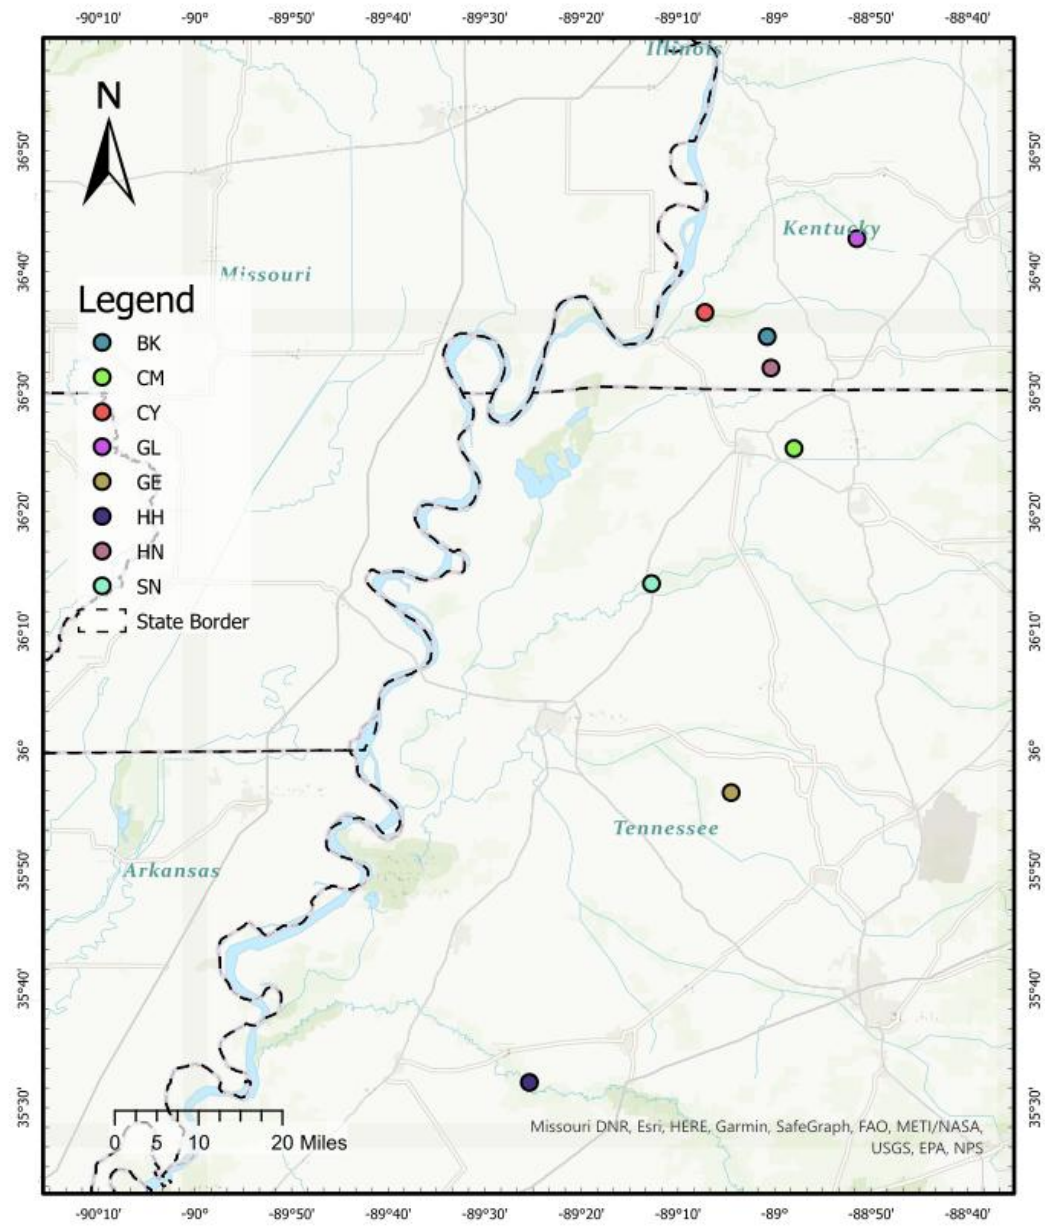 -90°10' -90° -89°50' -89°40' -89°30' -89°20' -89°10' -89° -88°50' -88°40'
Illinois
N
36°50' 36°50'
Kentucky
36°40' 36°40'
Missouri
Legend
BK
CM
36°30' 36°30'
CY
GL
GE
36°20' 36°20'
HH
HN
SN
State Border
36°10' 36°10'
36° 36°
Tennessee
35°50' 35°50'
Arkansas
35°40' 35°40'
35°30' 35°30'
0 5 10 20 Miles
Missouri DNR, Esri, HERE, Garmin, SafeGraph, FAO, METI/NASA,
USGS, EPA, NPS
-90°10' -90° -89°50' -89°40' -89°30' -89°20' -89°10' -89° -88°50' -88°40'